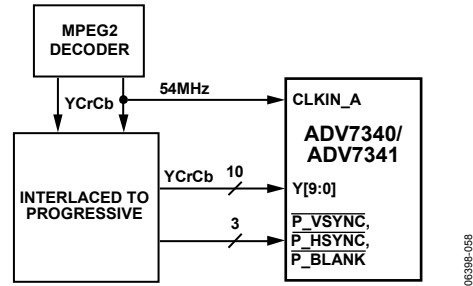 MPEG2
DECODER
YCrCb
54MHz
CLKIN_A
ADV7340/
ADV7341
INTERLACED TO
PROGRESSIVE
YCrCb
10
Y[9:0]
3
P_VSYNC,
P_HSYNC,
P_BLANK
06398-058